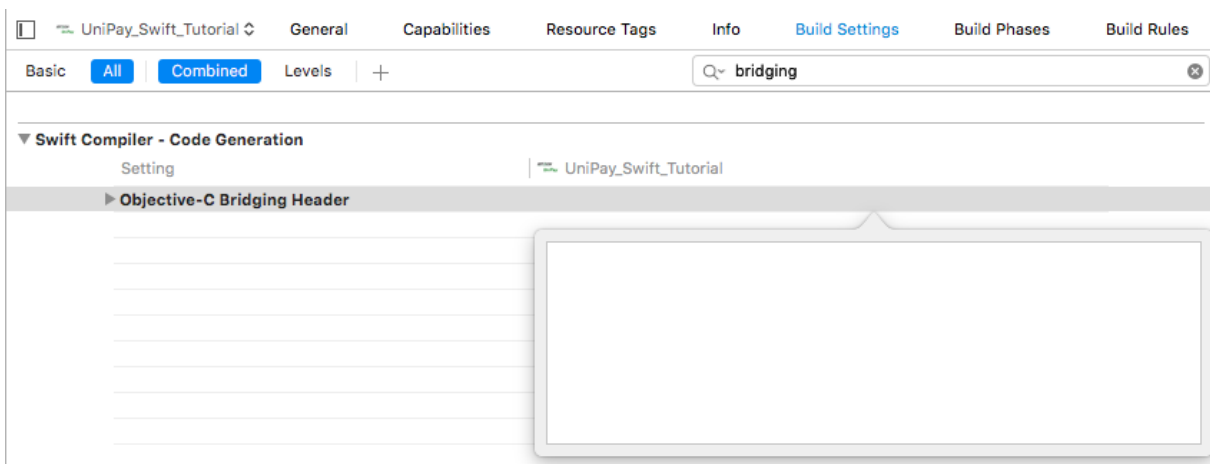 UniPay_Swift_Tutorial General Capabilities Resource Tags Info Build Settings Build Phases Build Rules
Basic All Combined Levels + bridging
Swift Compiler - Code Generation
Setting UniPay_Swift_Tutorial
Objective-C Bridging Header